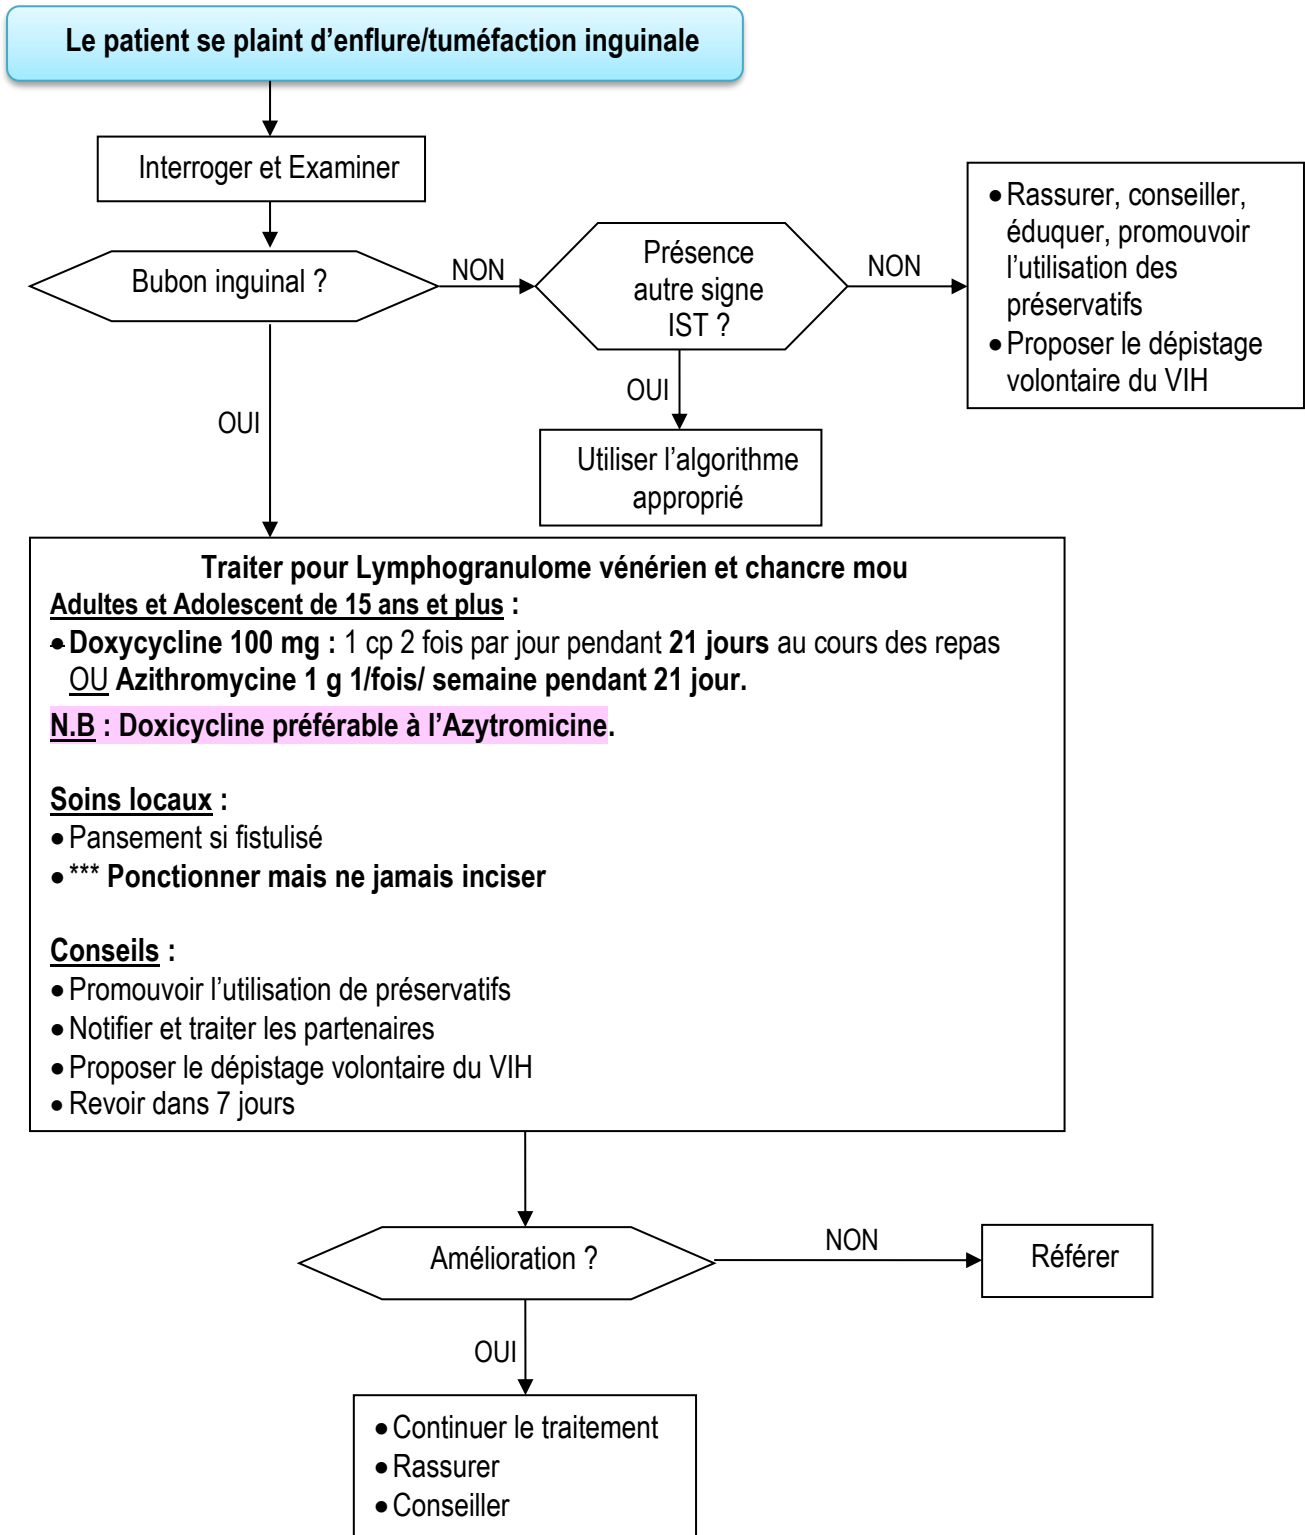 Le patient se plaint d’enflure/tuméfaction inguinale
Interroger et Examiner
Bubon inguinal ?
NON
Présence
autre signe
IST ?
NON
• Rassurer, conseiller,
éduquer, promouvoir
l’utilisation des
préservatifs
• Proposer le dépistage
volontaire du VIH
OUI
Utiliser l’algorithme
approprié
OUI
Traiter pour Lymphogranulome vénérien et chancre mou
Adultes et Adolescent de 15 ans et plus :
• Doxycycline 100 mg : 1 cp 2 fois par jour pendant 21 jours au cours des repas
OU Azithromycine 1 g 1/fois/ semaine pendant 21 jour.
N.B : Doxicycline préférable à l’Azytromicine.
Soins locaux :
• Pansement si fistulisé
• *** Ponctionner mais ne jamais inciser
Conseils :
• Promouvoir l’utilisation de préservatifs
• Notifier et traiter les partenaires
• Proposer le dépistage volontaire du VIH
• Revoir dans 7 jours
Amélioration ?
NON
Référer
OUI
• Continuer le traitement
• Rassurer
• Conseiller